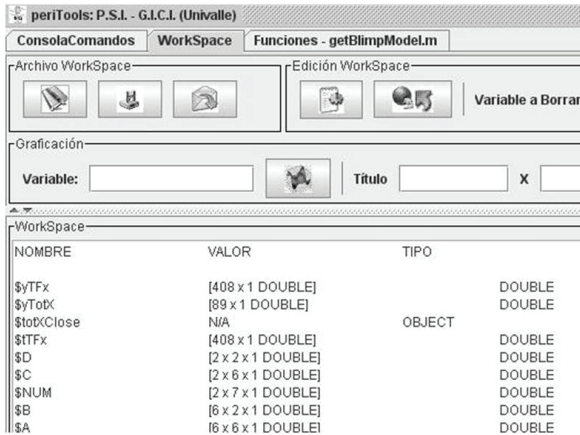 periTools: P.S.I. - G.I.C.I. (Univalle)
ConsolaComandos WorkSpace Funciones - getBlimpModel.m
Archivo WorkSpace Edición WorkSpace
Variable a Borrar
Graficación
Variable: Título X
WorkSpace
NOMBRE VALOR TIPO
$yTFx [408 x 1 DOUBLE] DOUBLE
$yTotX [89 x 1 DOUBLE] DOUBLE
$totXClose N/A OBJECT
$tTFx [408 x 1 DOUBLE] DOUBLE
$D [2 x 2 x 1 DOUBLE] DOUBLE
$C [2 x 6 x 1 DOUBLE] DOUBLE
$NUM [2 x 7 x 1 DOUBLE] DOUBLE
$B [6 x 2 x 1 DOUBLE] DOUBLE
$A [6 x 6 x 1 DOUBLE] DOUBLE